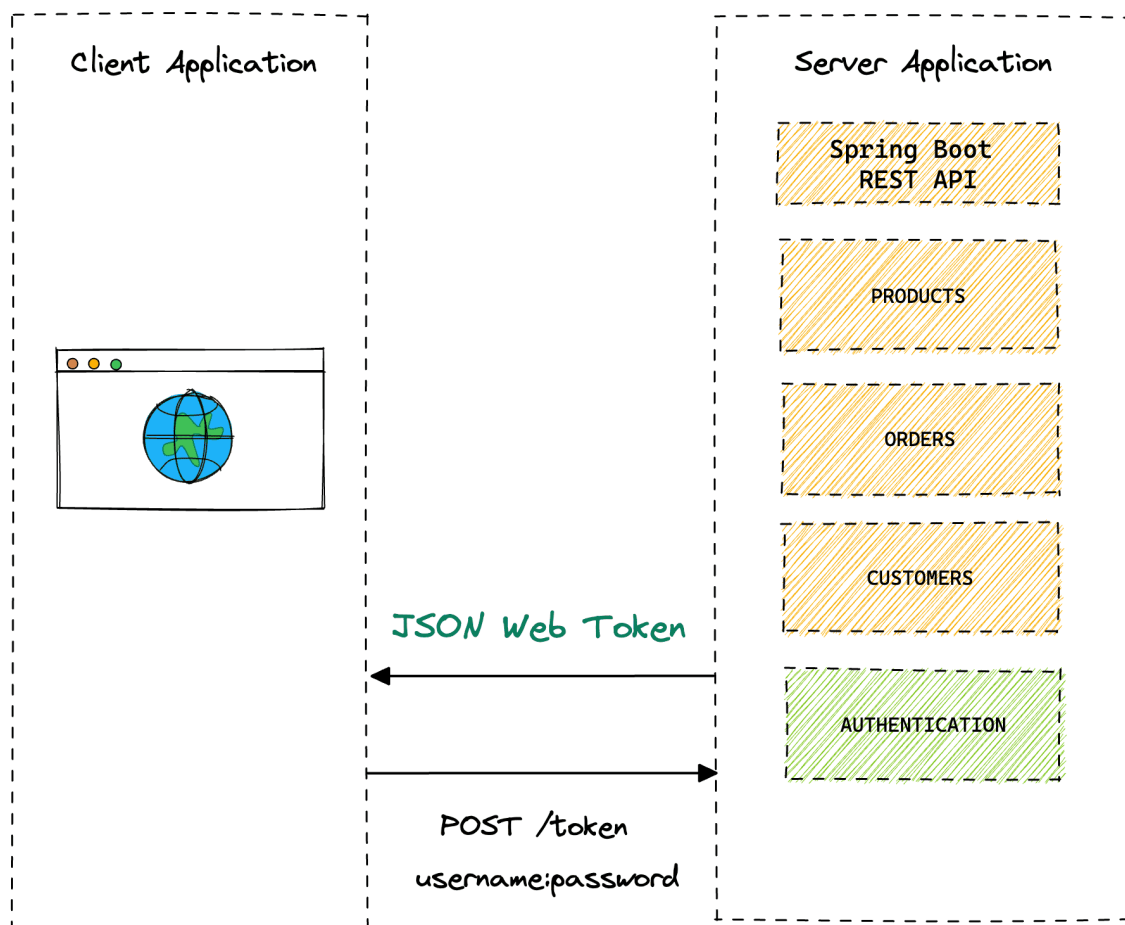 Client Application
Server Application
Spring Boot
REST API
PRODUCTS
ORDERS
CUSTOMERS
JSON Web Token
AUTHENTICATION
POST /token
username:password